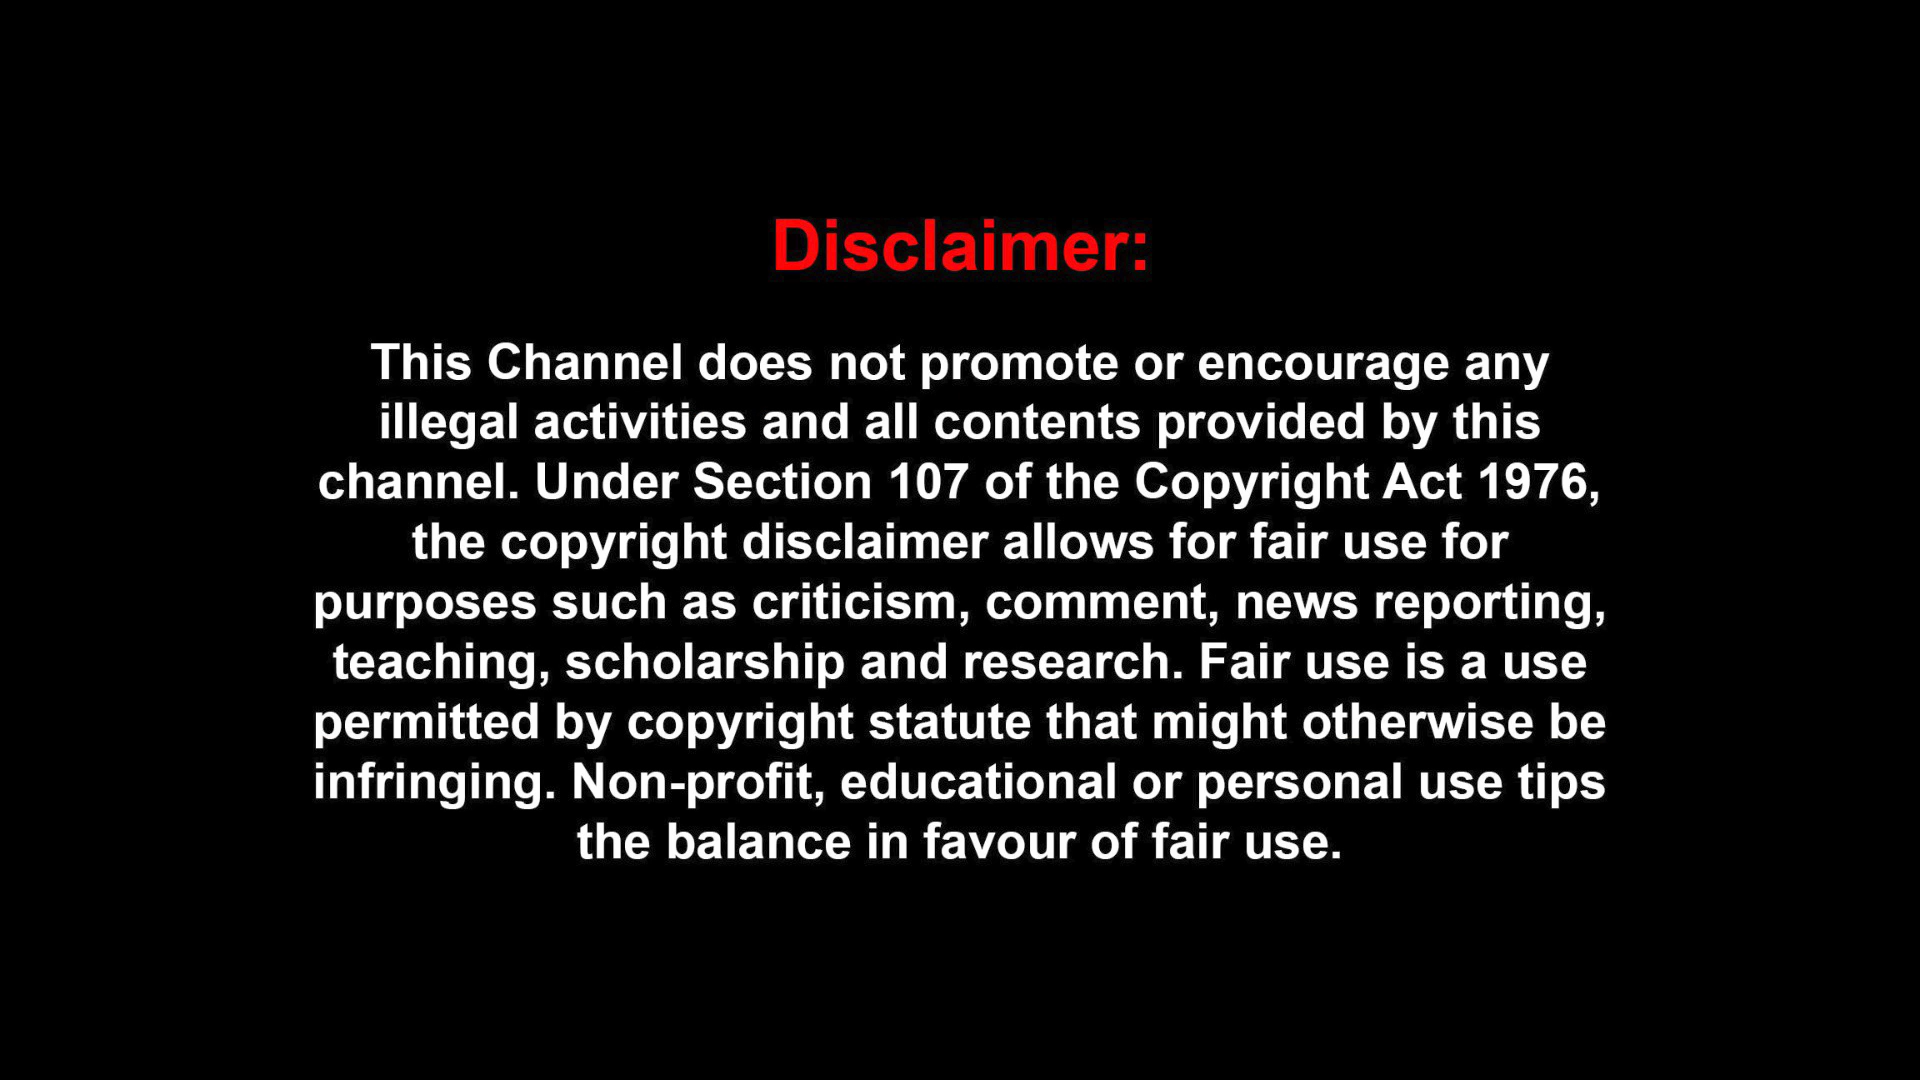 Disclaimer:
This Channel does not promote or encourage any
illegal activities and all contents provided by this
channel. Under Section 107 of the Copyright Act 1976,
the copyright disclaimer allows for fair use for
purposes such as criticism, comment, news reporting,
teaching, scholarship and research. Fair use is a use
permitted by copyright statute that might otherwise be
infringing. Non-profit, educational or personal use tips
the balance in favour of fair use.